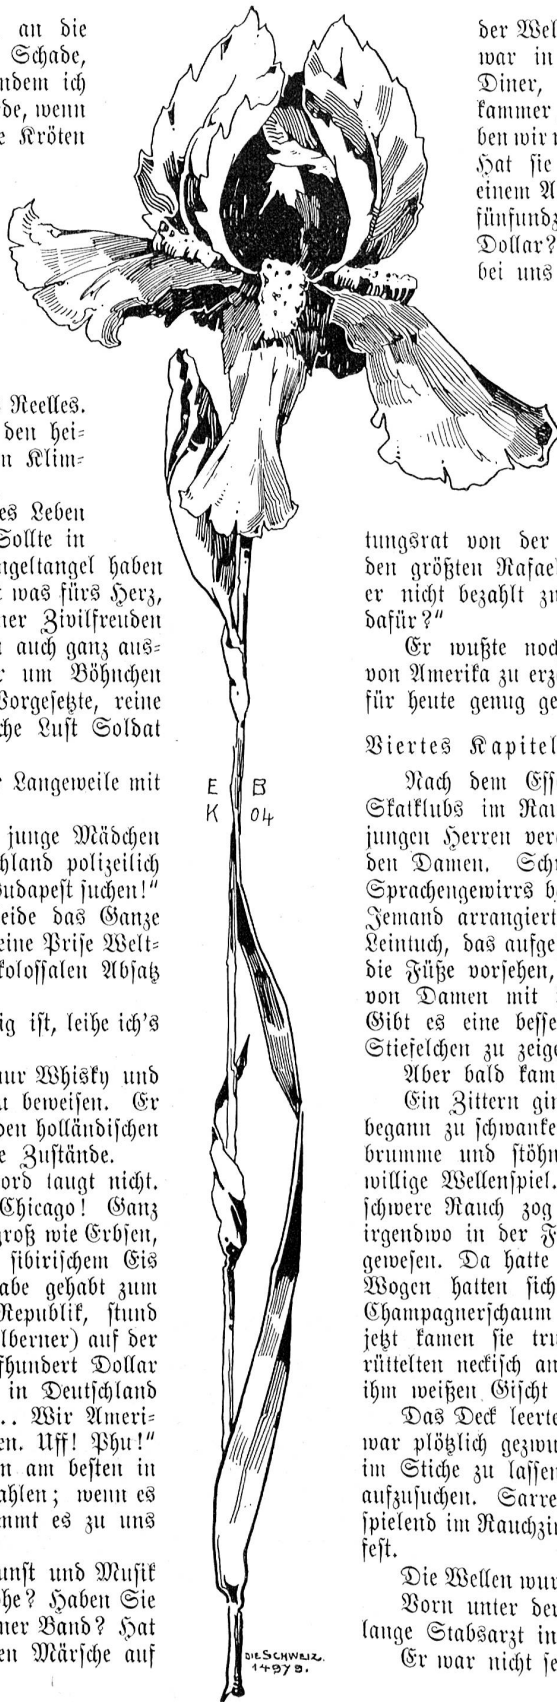 an die
Schade,
ndem ich
de, wenn
e Kröten
Reelles.
den hei-
n Klim-
es Leben
Sollte in
ngeltangel haben
t was fürs Herz,
ner Zivilfreuden
n auch ganz aus-
r um Böhnchen
Vorgesetzte, reine
che Lust Soldat
r Langeweile mit
junge Mädchen
hland polizeilich
Budapest suchen!“
eide das Ganze
eine Prise Welt-
kolossalen Absatz
ig ist, leihe ich's
nur Whisky und
u beweisen. Er
ben holländischen
e Zustände.
ord taugt nicht.
Chicago! Ganz
groß wie Erbsen,
sibirischem Eis
abe gehabt zum
Republik, stund
lberner) auf der
fhundert Dollar
in Deutschland
.. Wir Ameri-
en. Uff! Phu!“
n am besten in
ahlen; wenn es
mmt es zu uns
unst und Musik
he? Haben Sie
ner Band? Hat
en Märsche auf
E B
K 04
DIE SCHWEIZ.
14979.
der Wel
war in
Diner,
kammer
ben wir n
Hat sie
einem A
fünfundz
Dollar?
bei uns
tungsrat von der
den größten Rafael
er nicht bezahlt zu
dafür?“
Er wußte noch
von Amerika zu erz
für heute genug ge
Viertes Kapitel
Nach dem Esse
Skatklubs im Rau
jungen Herren vere
den Damen. Sch
Sprachengewirrs b
Jemand arrangiert
Leintuch, das aufge
die Füße vorsehen,
von Damen mit
Gibt es eine besse
Stiefelchen zu zeige
Aber bald kam
Ein Zittern gin
begann zu schwanke
brumme und stöhn
willige Wellenspiel.
schwere Rauch zog
irgendwo in der F
gewesen. Da hatte
Wogen hatten sich
Champagnerschaum
jetzt kamen sie tru
rüttelten neckisch an
ihm weißen Gischt
Das Deck leerte
war plötzlich gezwu
im Stiche zu lassen
aufzusuchen. Sarre
spielend im Rauchzin
fest.
Die Wellen wur
Vorn unter der
lange Stabsarzt in
Er war nicht se